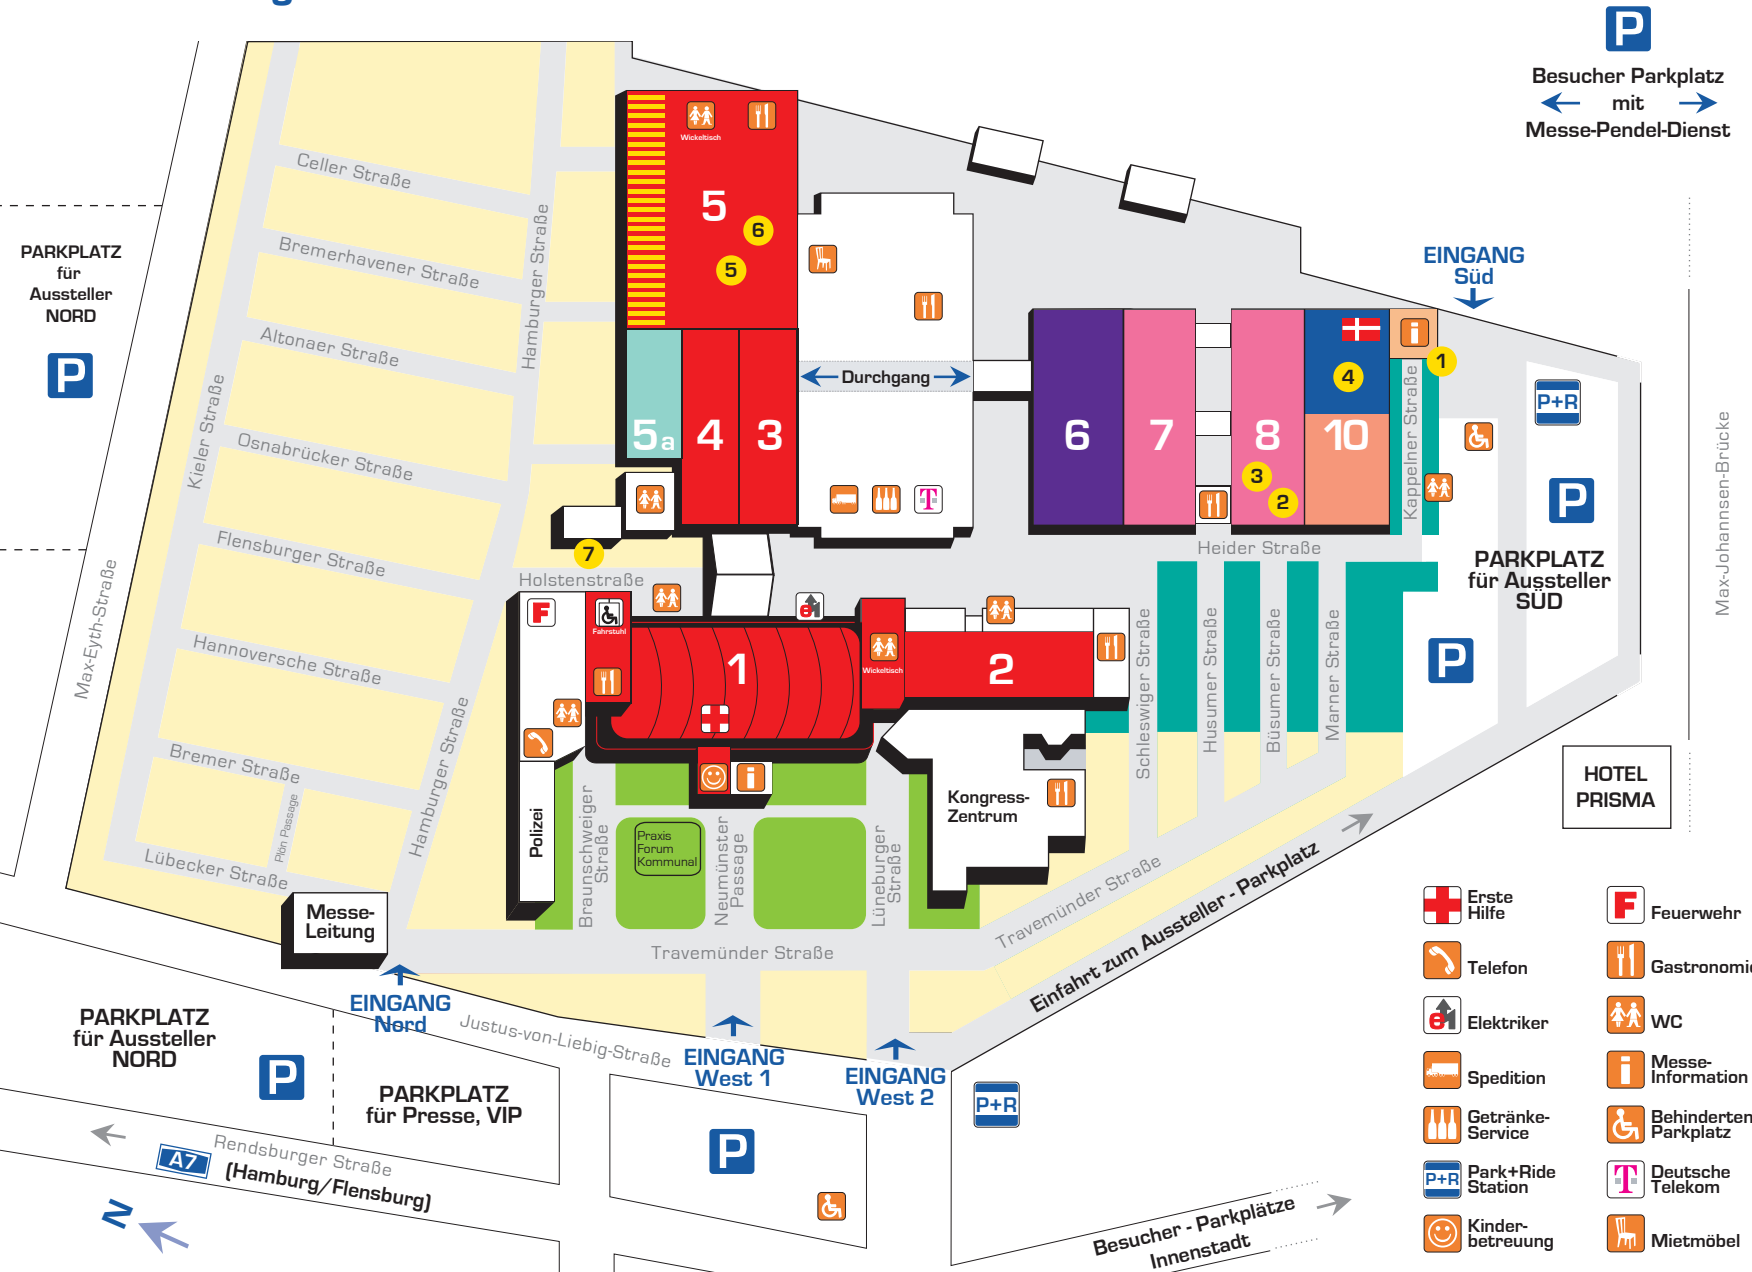 P
Besucher Parkplatz
mit
Messe-Pendel-Dienst
PARKPLATZ
für
Aussteller
NORD
P
Celler Straße
Bremerhavener Straße
Altonaer Straße
Osnabrücker Straße
Flensburger Straße
Hannoversche Straße
Bremer Straße
Plön Passage
Lübecker Straße
Kieler Straße
Max-Eyth-Straße
Hamburger Straße
Hamburger Straße
Wickeltisch
5
6
5
5a
4
3
Durchgang
T
7
Holstenstraße
6
7
8
3
2
4
10
i
1
EINGANG
Süd
Kappelner Straße
P+R
P
PARKPLATZ
für Aussteller
SÜD
P
Max-Johannsen-Brücke
Heider Straße
Schleswiger Straße
Husumer Straße
Büsumer Straße
Marner Straße
F
Fahrstuhl
1
e1
Wickeltisch
2
i
Polizei
Kongress-
Zentrum
Praxis
Forum
Kommunal
Braunschweiger
Straße
Neumünster
Passage
Lüneburger
Straße
Travemünder Straße
Travemünder Straße
Einfahrt zum Aussteller - Parkplatz
HOTEL
PRISMA
Messe-
Leitung
EINGANG
Nord
Justus-von-Liebig-Straße
EINGANG
West 1
EINGANG
West 2
PARKPLATZ
für Aussteller
NORD
P
PARKPLATZ
für Presse, VIP
Rendsburger Straße
A7
(Hamburg/Flensburg)
N
P
P+R
Besucher - Parkplätze
Innenstadt
Erste
Hilfe
F
Feuerwehr
Telefon
Gastronomie
e1
Elektriker
WC
Spedition
i
Messe-
Information
Getränke-
Service
Behinderten
Parkplatz
P+R
Park+Ride
Station
T
Deutsche
Telekom
Kinder-
betreuung
Mietmöbel